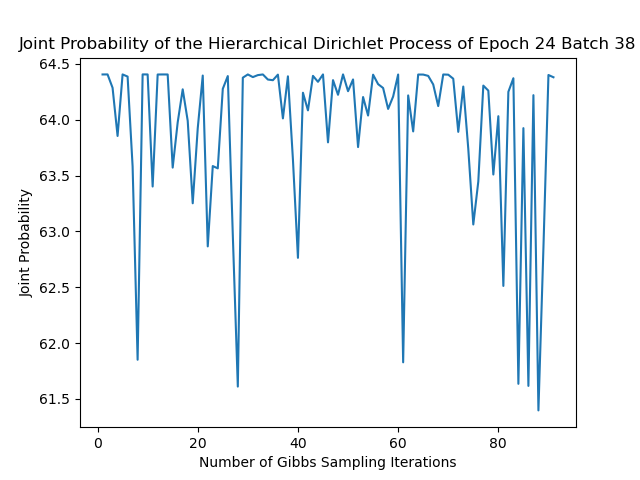 Joint Probability of the Hierarchical Dirichlet Process of Epoch 24 Batch 38
64.5
64.0
63.5
63.0
62.5
62.0
61.5
Joint Probability
0 20 40 60 80
Number of Gibbs Sampling Iterations